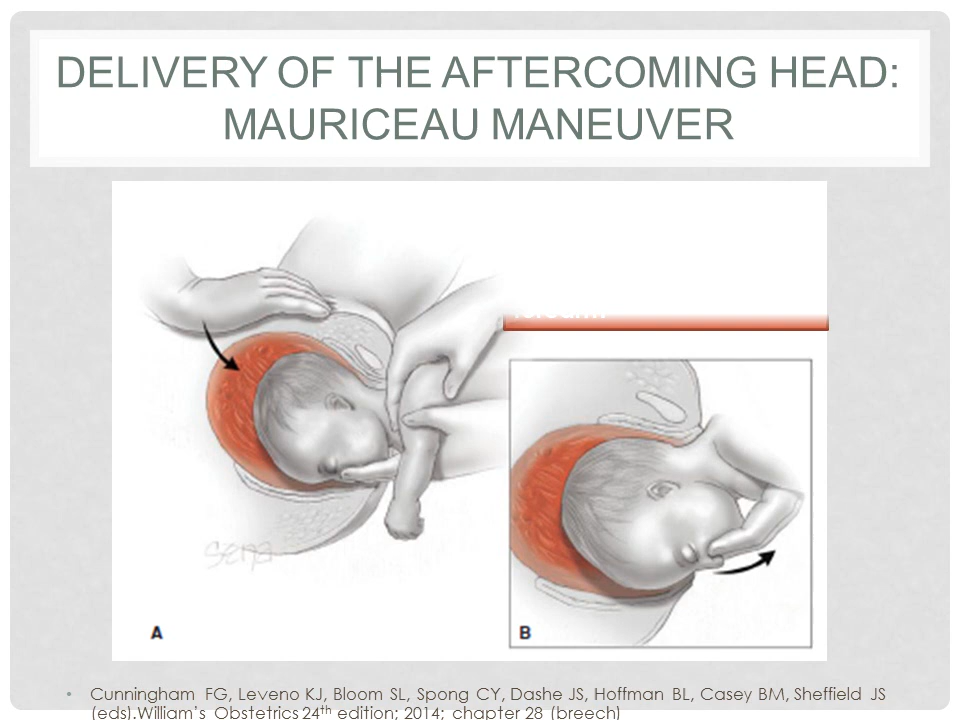 DELIVERY OF THE AFTERCOMING HEAD:
MAURICEAU MANEUVER
Sena
A
B
• Cunningham FG, Leveno KJ, Bloom SL, Spong CY, Dashe JS, Hoffman BL, Casey BM, Sheffield JS
(eds).William's Obstetrics 24th edition; 2014; chapter 28 (breech)